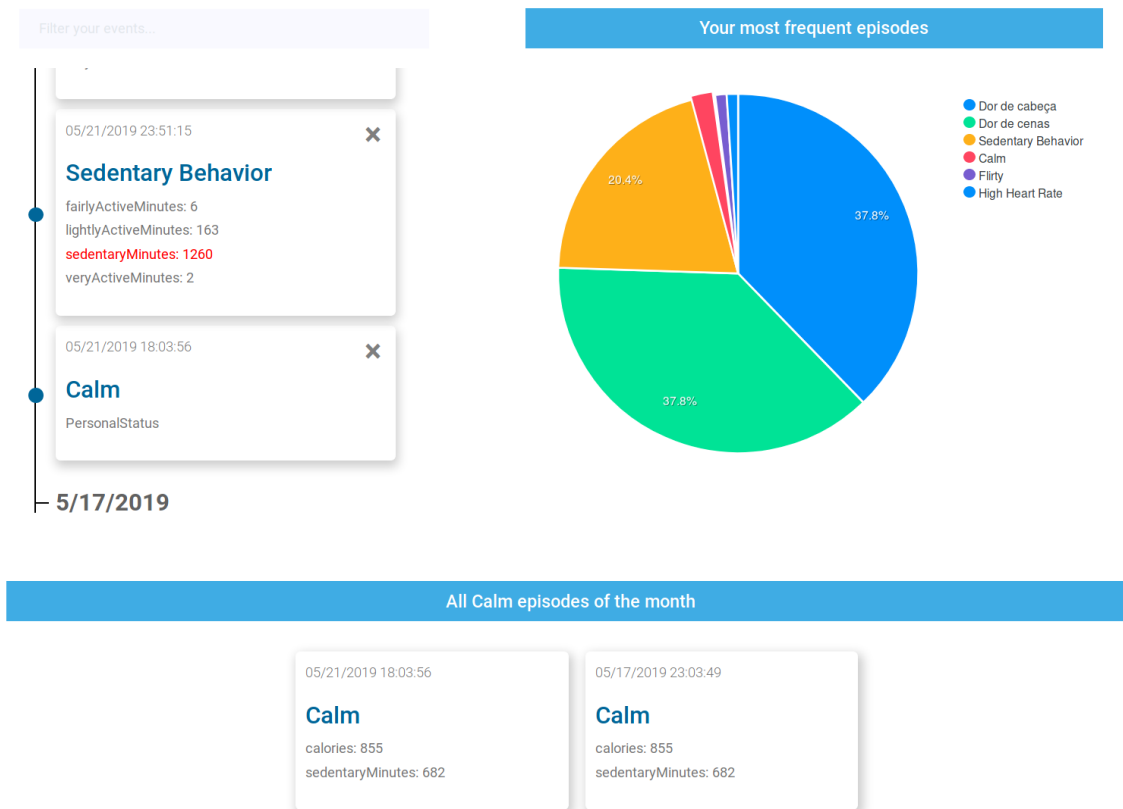 Filter your events...
05/21/2019 23:51:15
Sedentary Behavior
fairlyActiveMinutes: 6
lightlyActiveMinutes: 163
sedentaryMinutes: 1260
veryActiveMinutes: 2
05/21/2019 18:03:56
Calm
PersonalStatus
5/17/2019
Your most frequent episodes
20.4%
37.8%
37.8%
Dor de cabeça
Dor de cenas
Sedentary Behavior
Calm
Flirty
High Heart Rate
All Calm episodes of the month
05/21/2019 18:03:56
Calm
calories: 855
sedentaryMinutes: 682
05/17/2019 23:03:49
Calm
calories: 855
sedentaryMinutes: 682